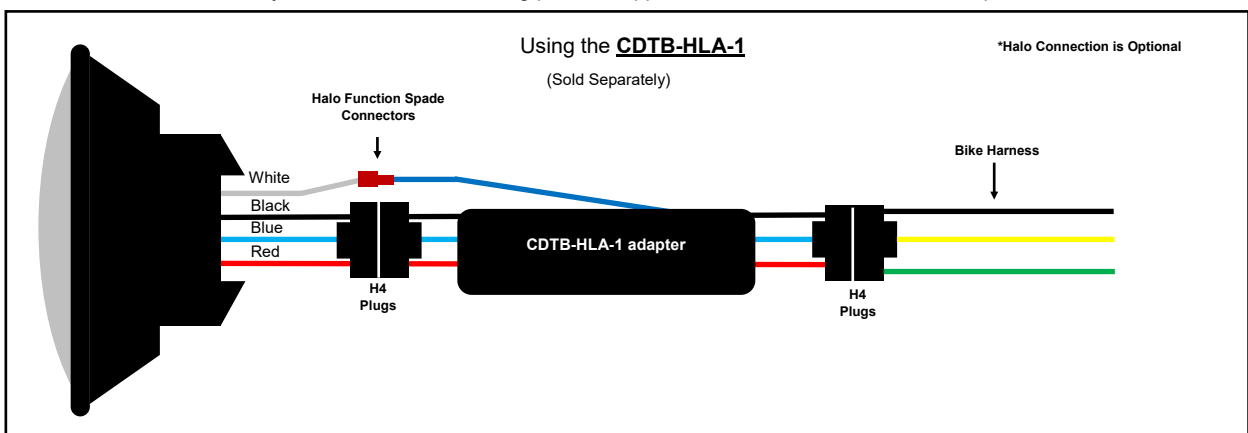 Using the CDTB-HLA-1
(Sold Separately)
*Halo Connection is Optional
Halo Function Spade
Connectors
Bike Harness
White
Black
Blue
Red
CDTB-HLA-1 adapter
H4
Plugs
H4
Plugs